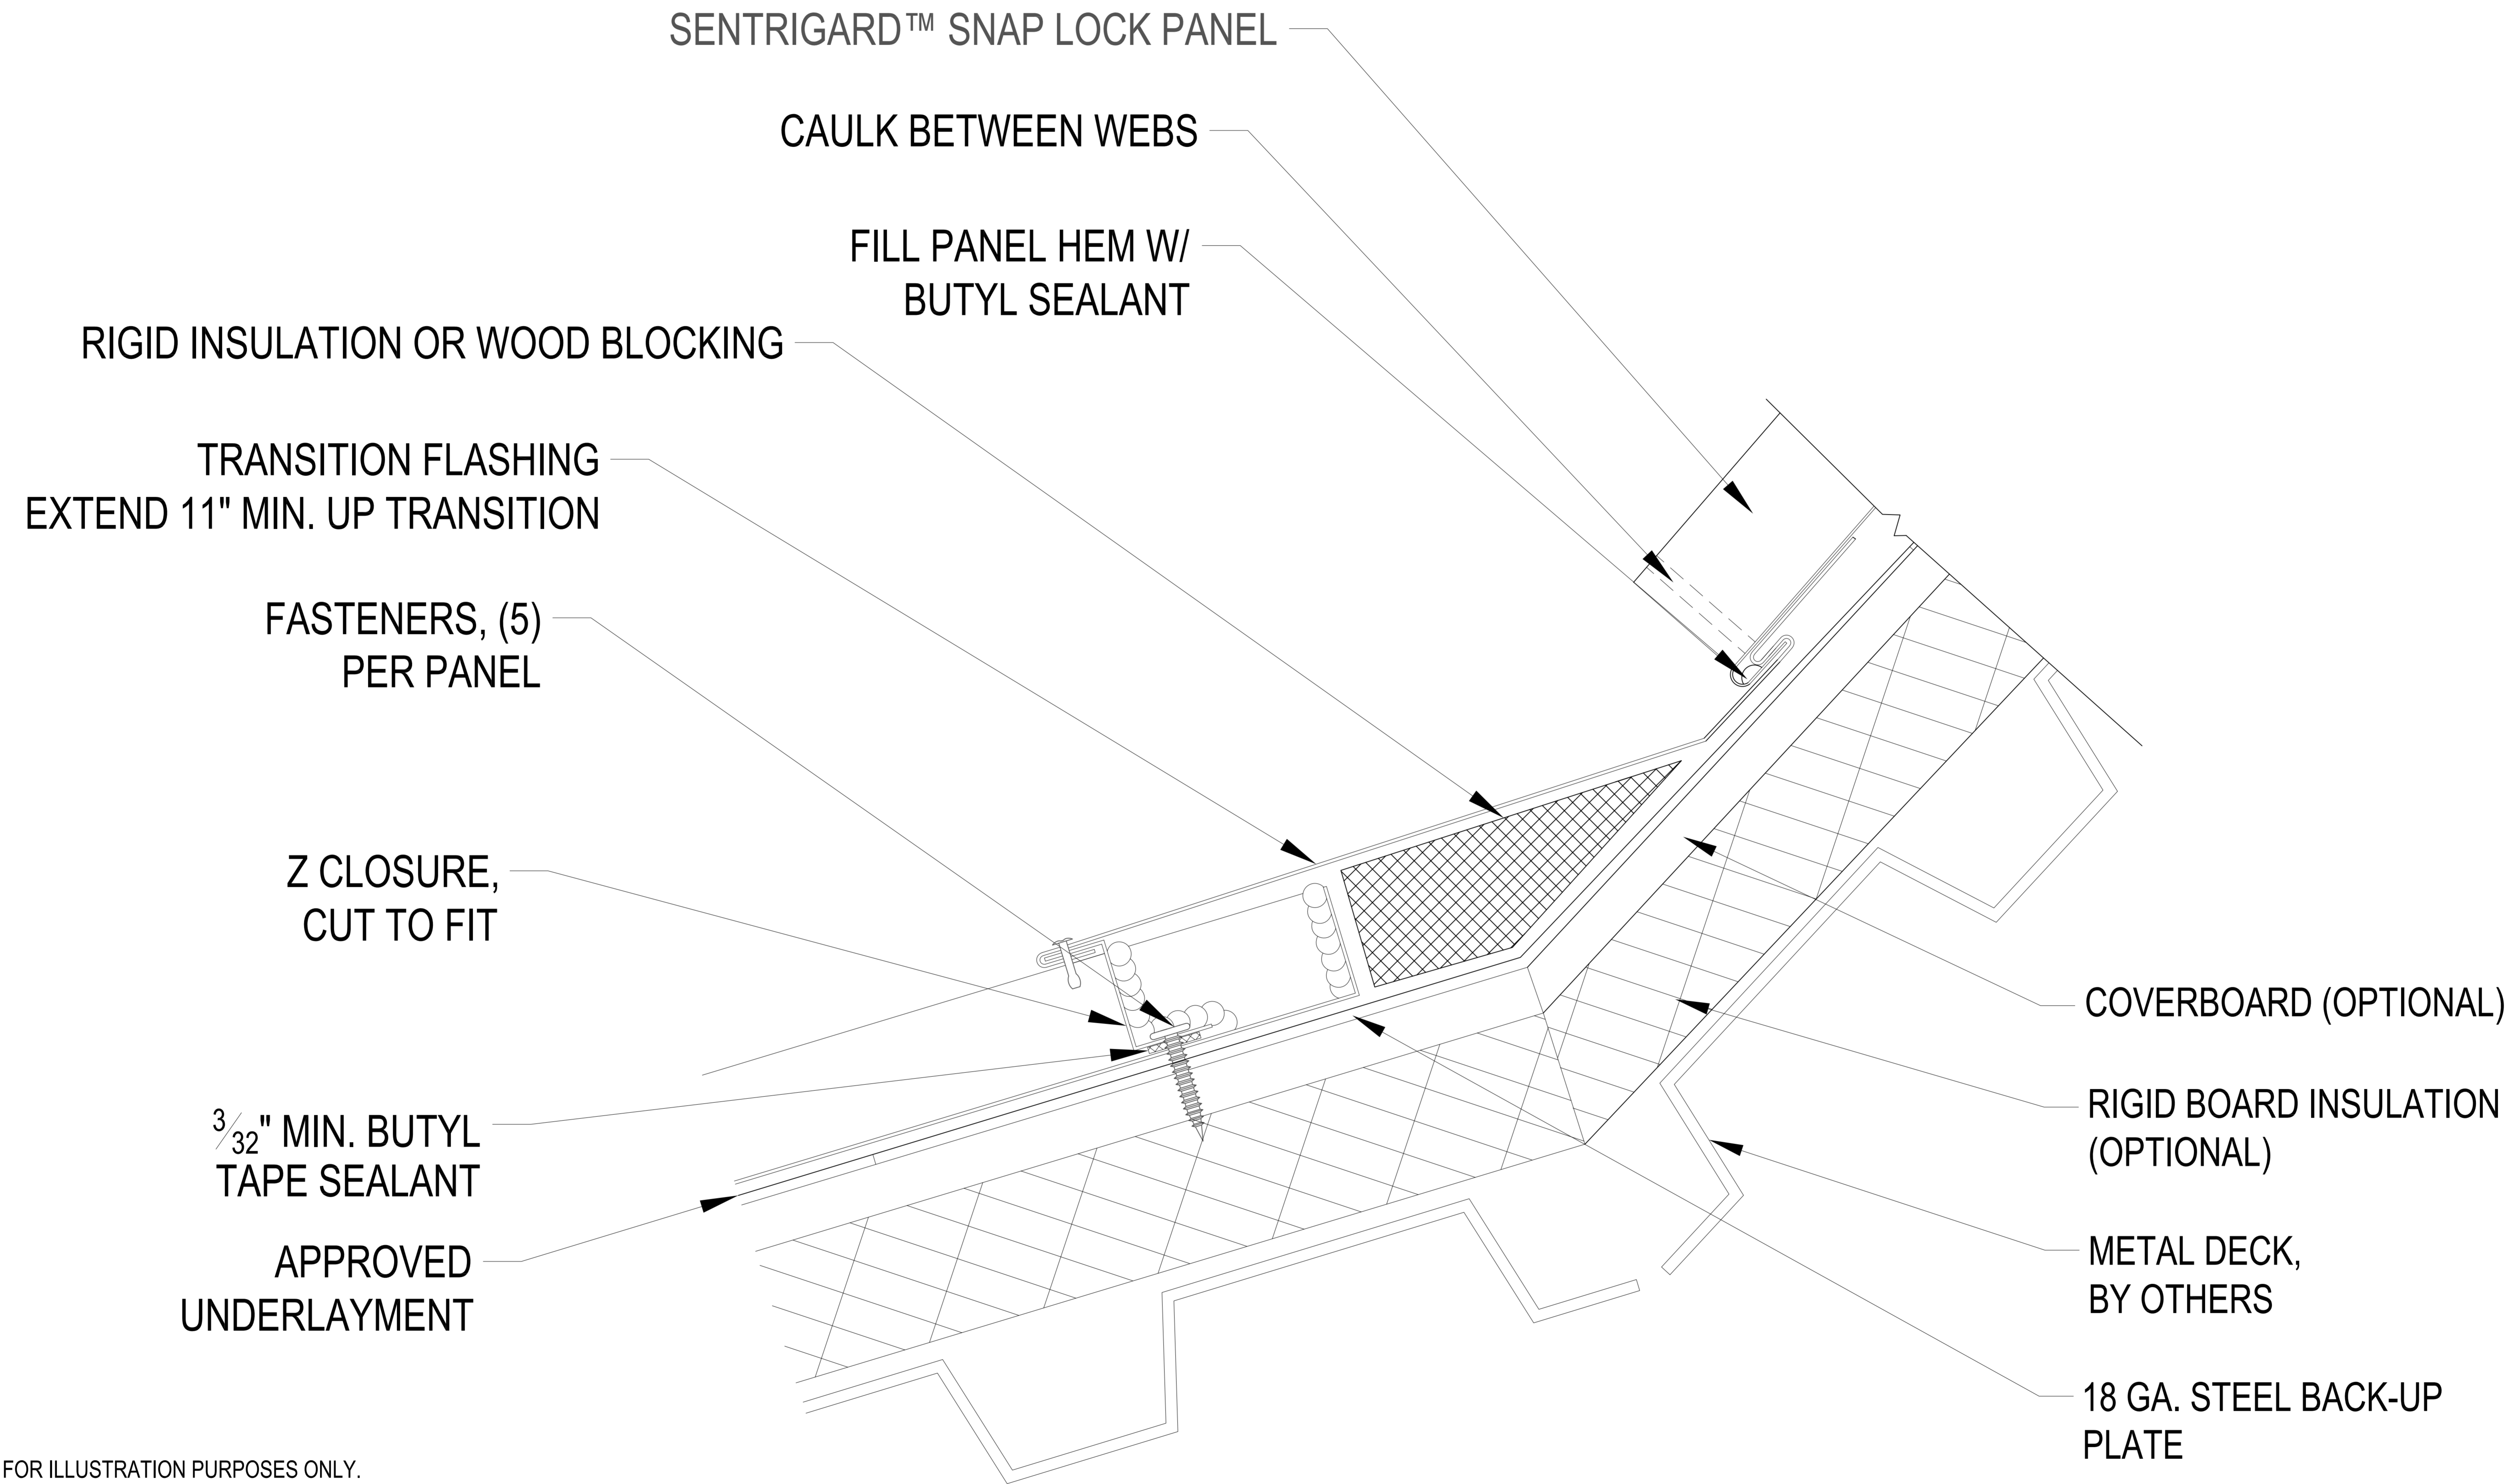 SENTRIGARD™ SNAP LOCK PANEL
CAULK BETWEEN WEBS
FILL PANEL HEM W/
BUTYL SEALANT
RIGID INSULATION OR WOOD BLOCKING
TRANSITION FLASHING
EXTEND 11" MIN. UP TRANSITION
FASTENERS, (5)
PER PANEL
Z CLOSURE,
CUT TO FIT
3/32" MIN. BUTYL
TAPE SEALANT
APPROVED
UNDERLAYMENT
COVERBOARD (OPTIONAL)
RIGID BOARD INSULATION
(OPTIONAL)
METAL DECK,
BY OTHERS
18 GA. STEEL BACK-UP
PLATE
FOR ILLUSTRATION PURPOSES ONLY.